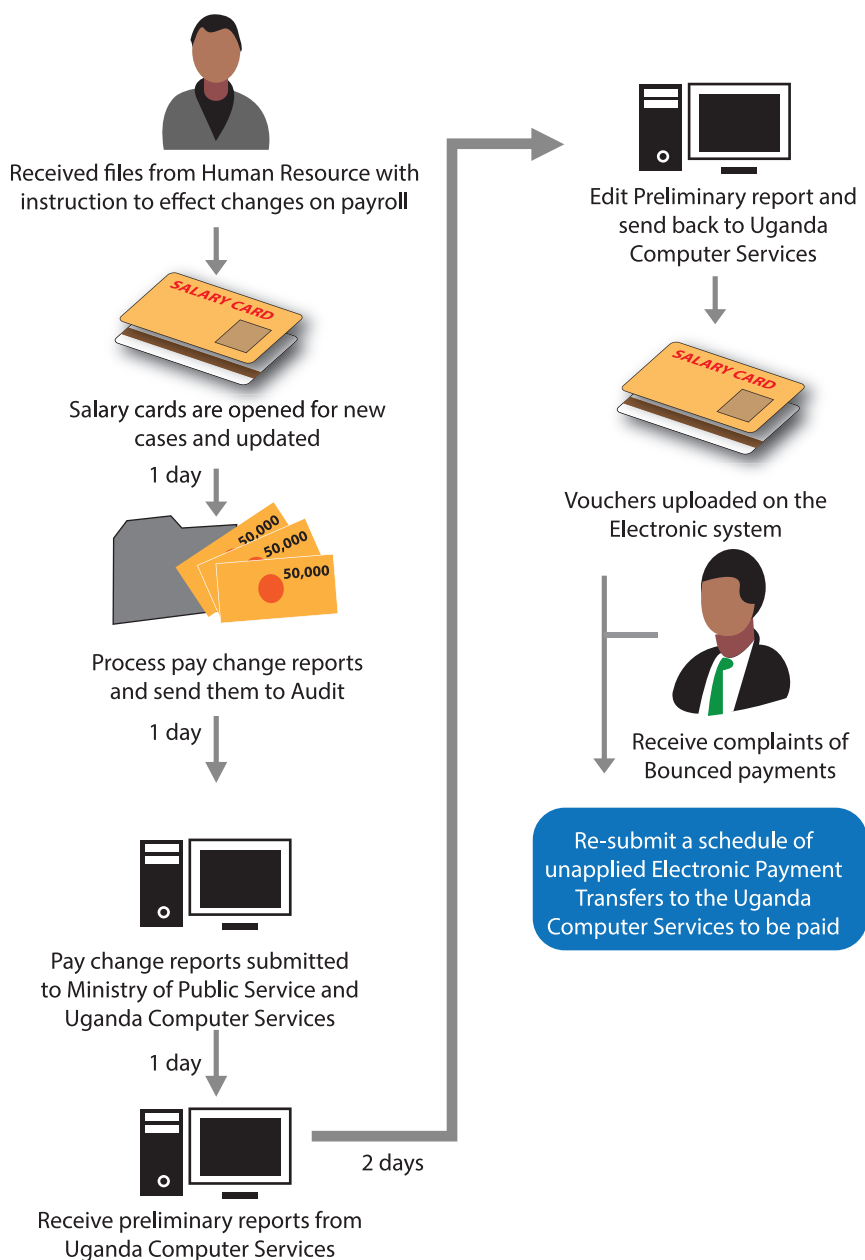 Received files from Human Resource with
instruction to effect changes on payroll
SALARY CARD
Salary cards are opened for new
cases and updated
1 day
50,000
50,000
50,000
Process pay change reports
and send them to Audit
1 day
Pay change reports submitted
to Ministry of Public Service and
Uganda Computer Services
1 day
Receive preliminary reports from
Uganda Computer Services
2 days
Edit Preliminary report and
send back to Uganda
Computer Services
SALARY CARD
Vouchers uploaded on the
Electronic system
Receive complaints of
Bounced payments
Re-submit a schedule of
unapplied Electronic Payment
Transfers to the Uganda
Computer Services to be paid